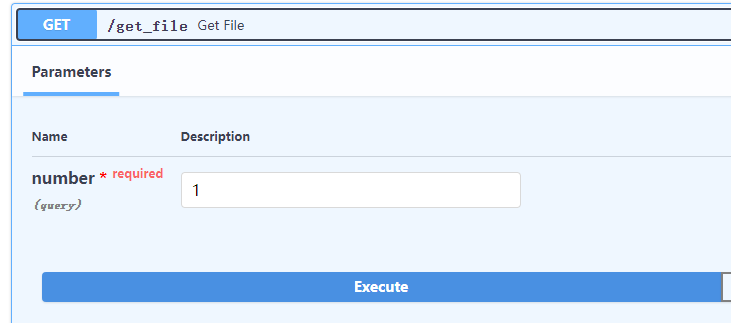 GET /get_file Get File
Parameters
Name Description
number * required
(query)
1
Execute